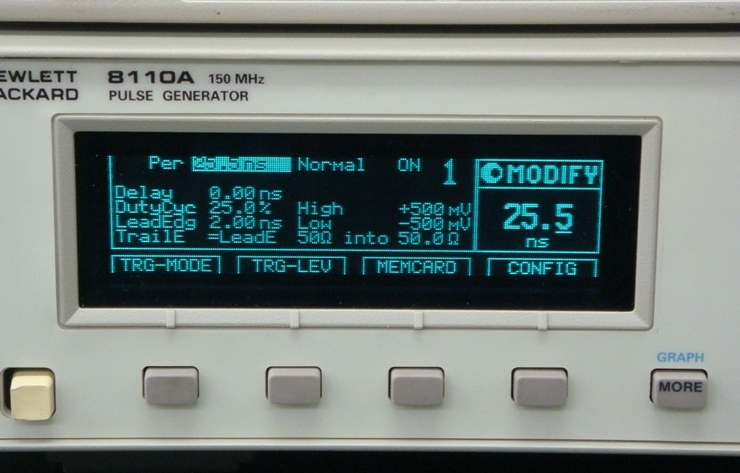 EWLETT 8110A 150 MHz
ACKARD PULSE GENERATOR
Per 25.5ns Normal ON 1
MODIFY
Delay 0.00ns
DutyCyc 25.0% High +500mV
25.5
LeadEdg 2.00ns Low -500mV
TrailE =LeadE 50Ω into 50.0Ω
ns
TRG-MODE TRG-LEV MEMCARD CONFIG
GRAPH
MORE